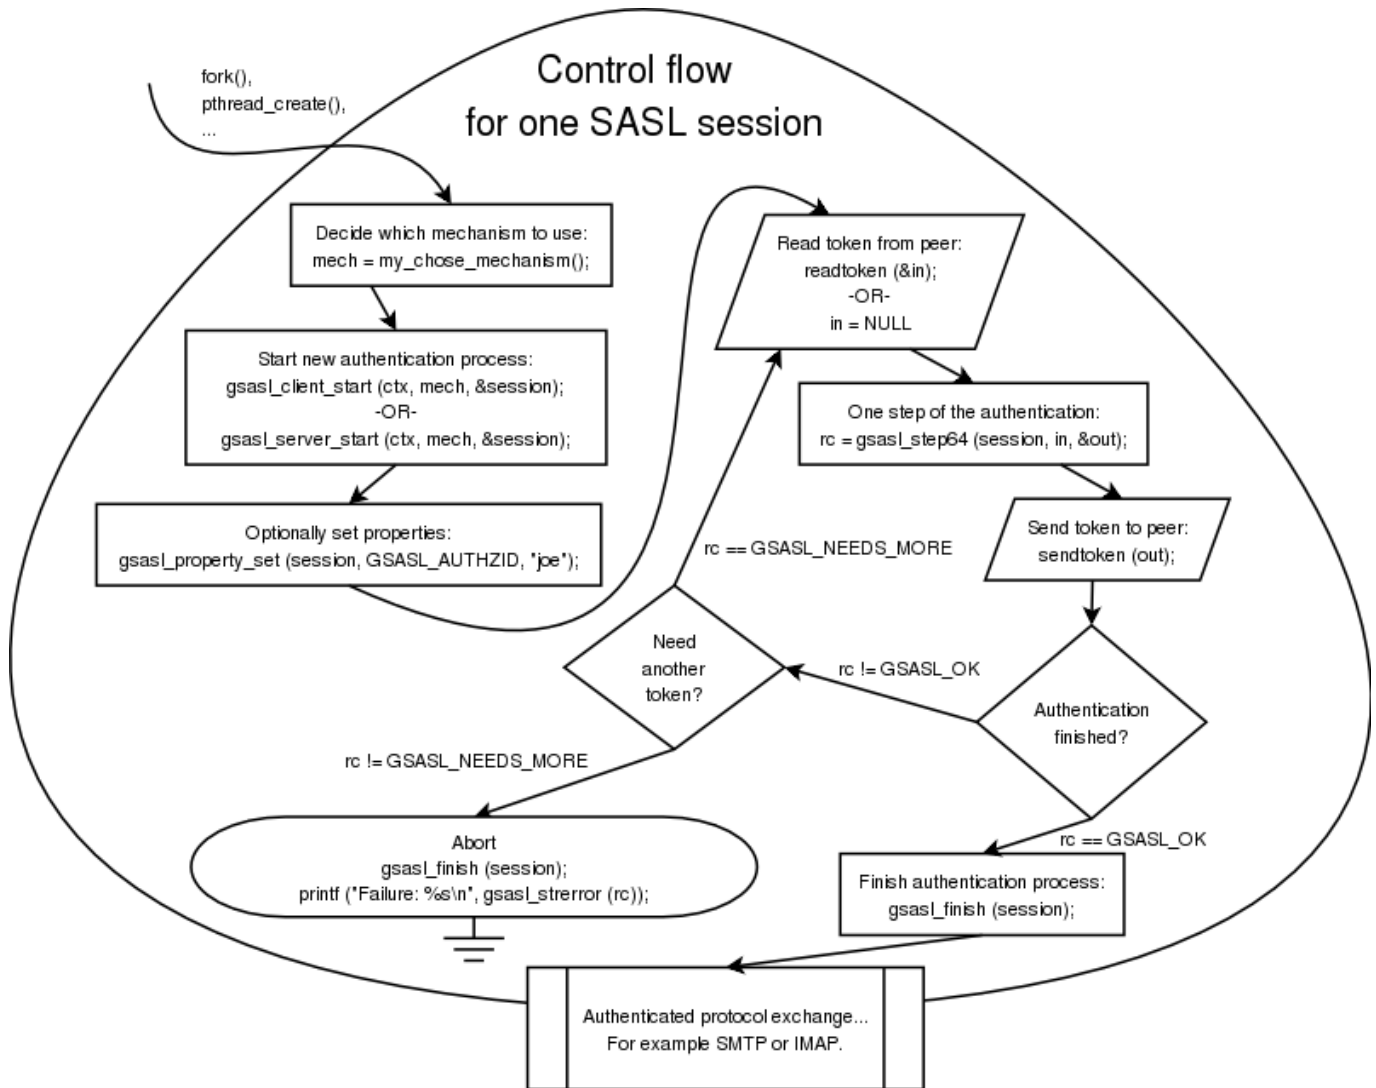 Control flow
for one SASL session
fork(),
pthread_create(),
...
Decide which mechanism to use:
mech = my_chose_mechanism();
Start new authentication process:
gsasl_client_start (ctx, mech, &session);
-OR-
gsasl_server_start (ctx, mech, &session);
Optionally set properties:
gsasl_property_set (session, GSASL_AUTHZID, "joe");
Read token from peer:
readtoken (&in);
-OR-
in = NULL
One step of the authentication:
rc = gsasl_step64 (session, in, &out);
Send token to peer:
sendtoken (out);
Authentication
finished?
rc != GSASL_OK
Need
another
token?
rc == GSASL_NEEDS_MORE
rc != GSASL_NEEDS_MORE
Abort
gsasl_finish (session);
printf ("Failure: %s\n", gsasl_strerror (rc));
rc == GSASL_OK
Finish authentication process:
gsasl_finish (session);
Authenticated protocol exchange...
For example SMTP or IMAP.